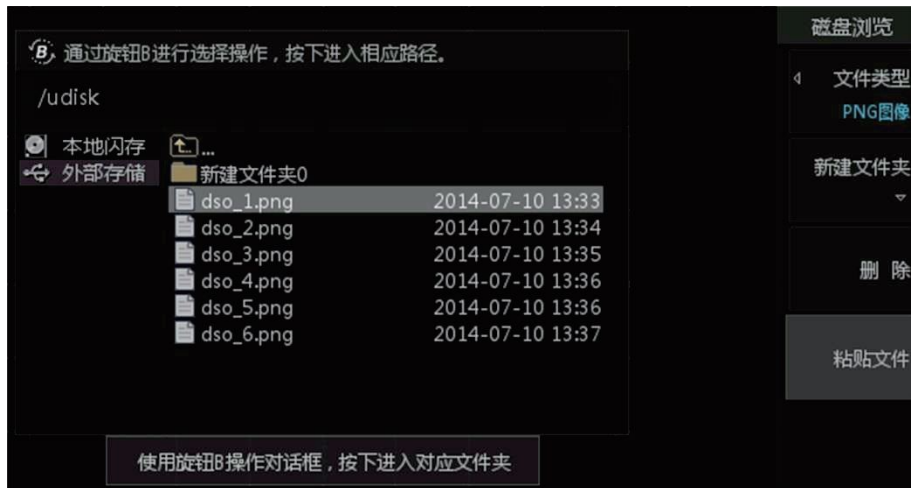 磁盘浏览
B 通过旋钮B进行选择操作，按下进入相应路径。
/udisk
本地闪存
外部存储
...
新建文件夹0
dso_1.png 2014-07-10 13:33
dso_2.png 2014-07-10 13:34
dso_3.png 2014-07-10 13:35
dso_4.png 2014-07-10 13:36
dso_5.png 2014-07-10 13:36
dso_6.png 2014-07-10 13:37
使用旋钮B操作对话框，按下进入对应文件夹
文件类型
PNG图像
新建文件夹
删 除
粘贴文件